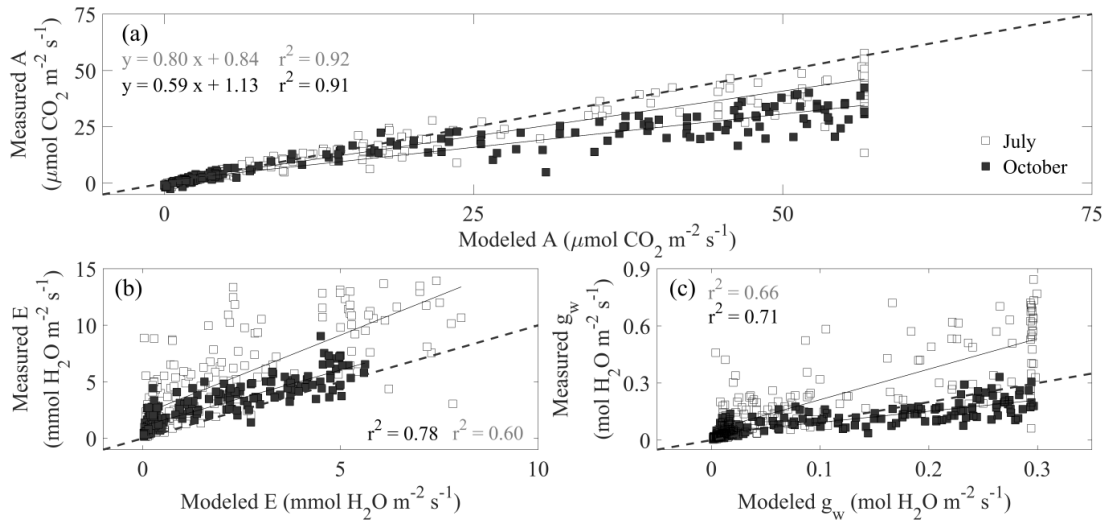 (a)
y = 0.80 x + 0.84 r² = 0.92
y = 0.59 x + 1.13 r² = 0.91
75
50
25
0
Measured A
(μmol CO₂ m⁻² s⁻¹)
□ July
■ October
0 25 50 75
Modeled A (μmol CO₂ m⁻² s⁻¹)
(b)
15
10
5
0
Measured E
(mmol H₂O m⁻² s⁻¹)
r² = 0.78 r² = 0.60
0 5 10
Modeled E (mmol H₂O m⁻² s⁻¹)
(c)
r² = 0.66
r² = 0.71
0.9
0.6
0.3
0
Measured g_w
(mol H₂O m⁻² s⁻¹)
0 0.1 0.2 0.3
Modeled g_w (mol H₂O m⁻² s⁻¹)